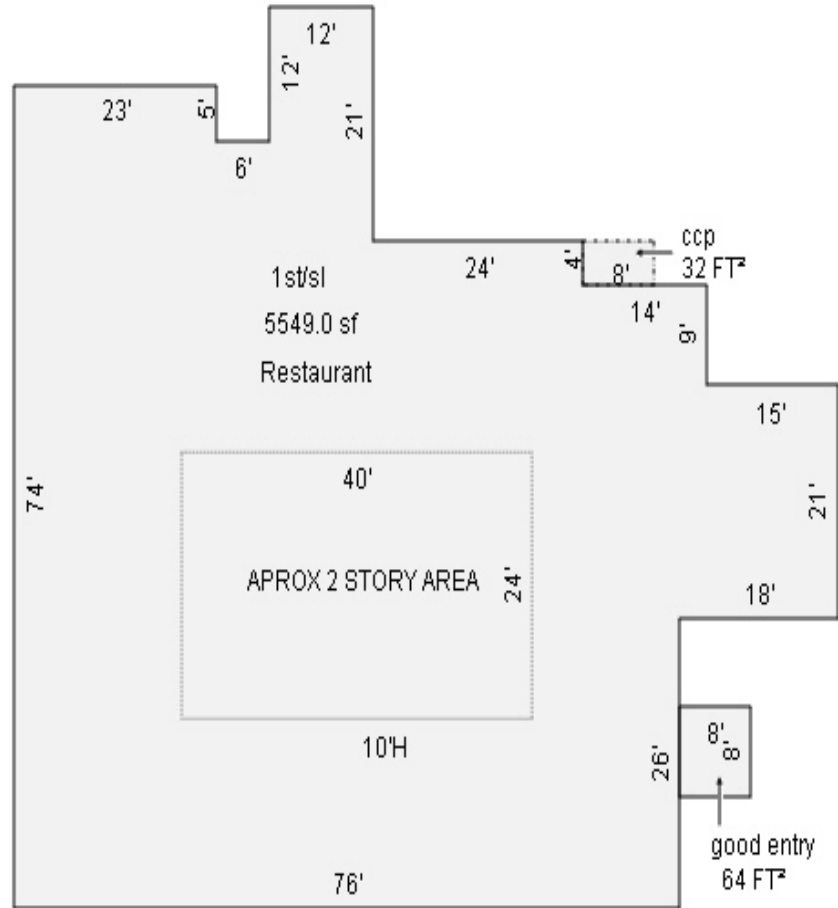 12'
12'
23'
5'
21'
6'
ccp
32 FT²
24'
4'
8'
14'
1st/sl
5549.0 sf
Restaurant
9'
15'
40'
74'
21'
APROX 2 STORY AREA
24'
18'
10'H
26'
8'
8'
good entry
64 FT²
76'